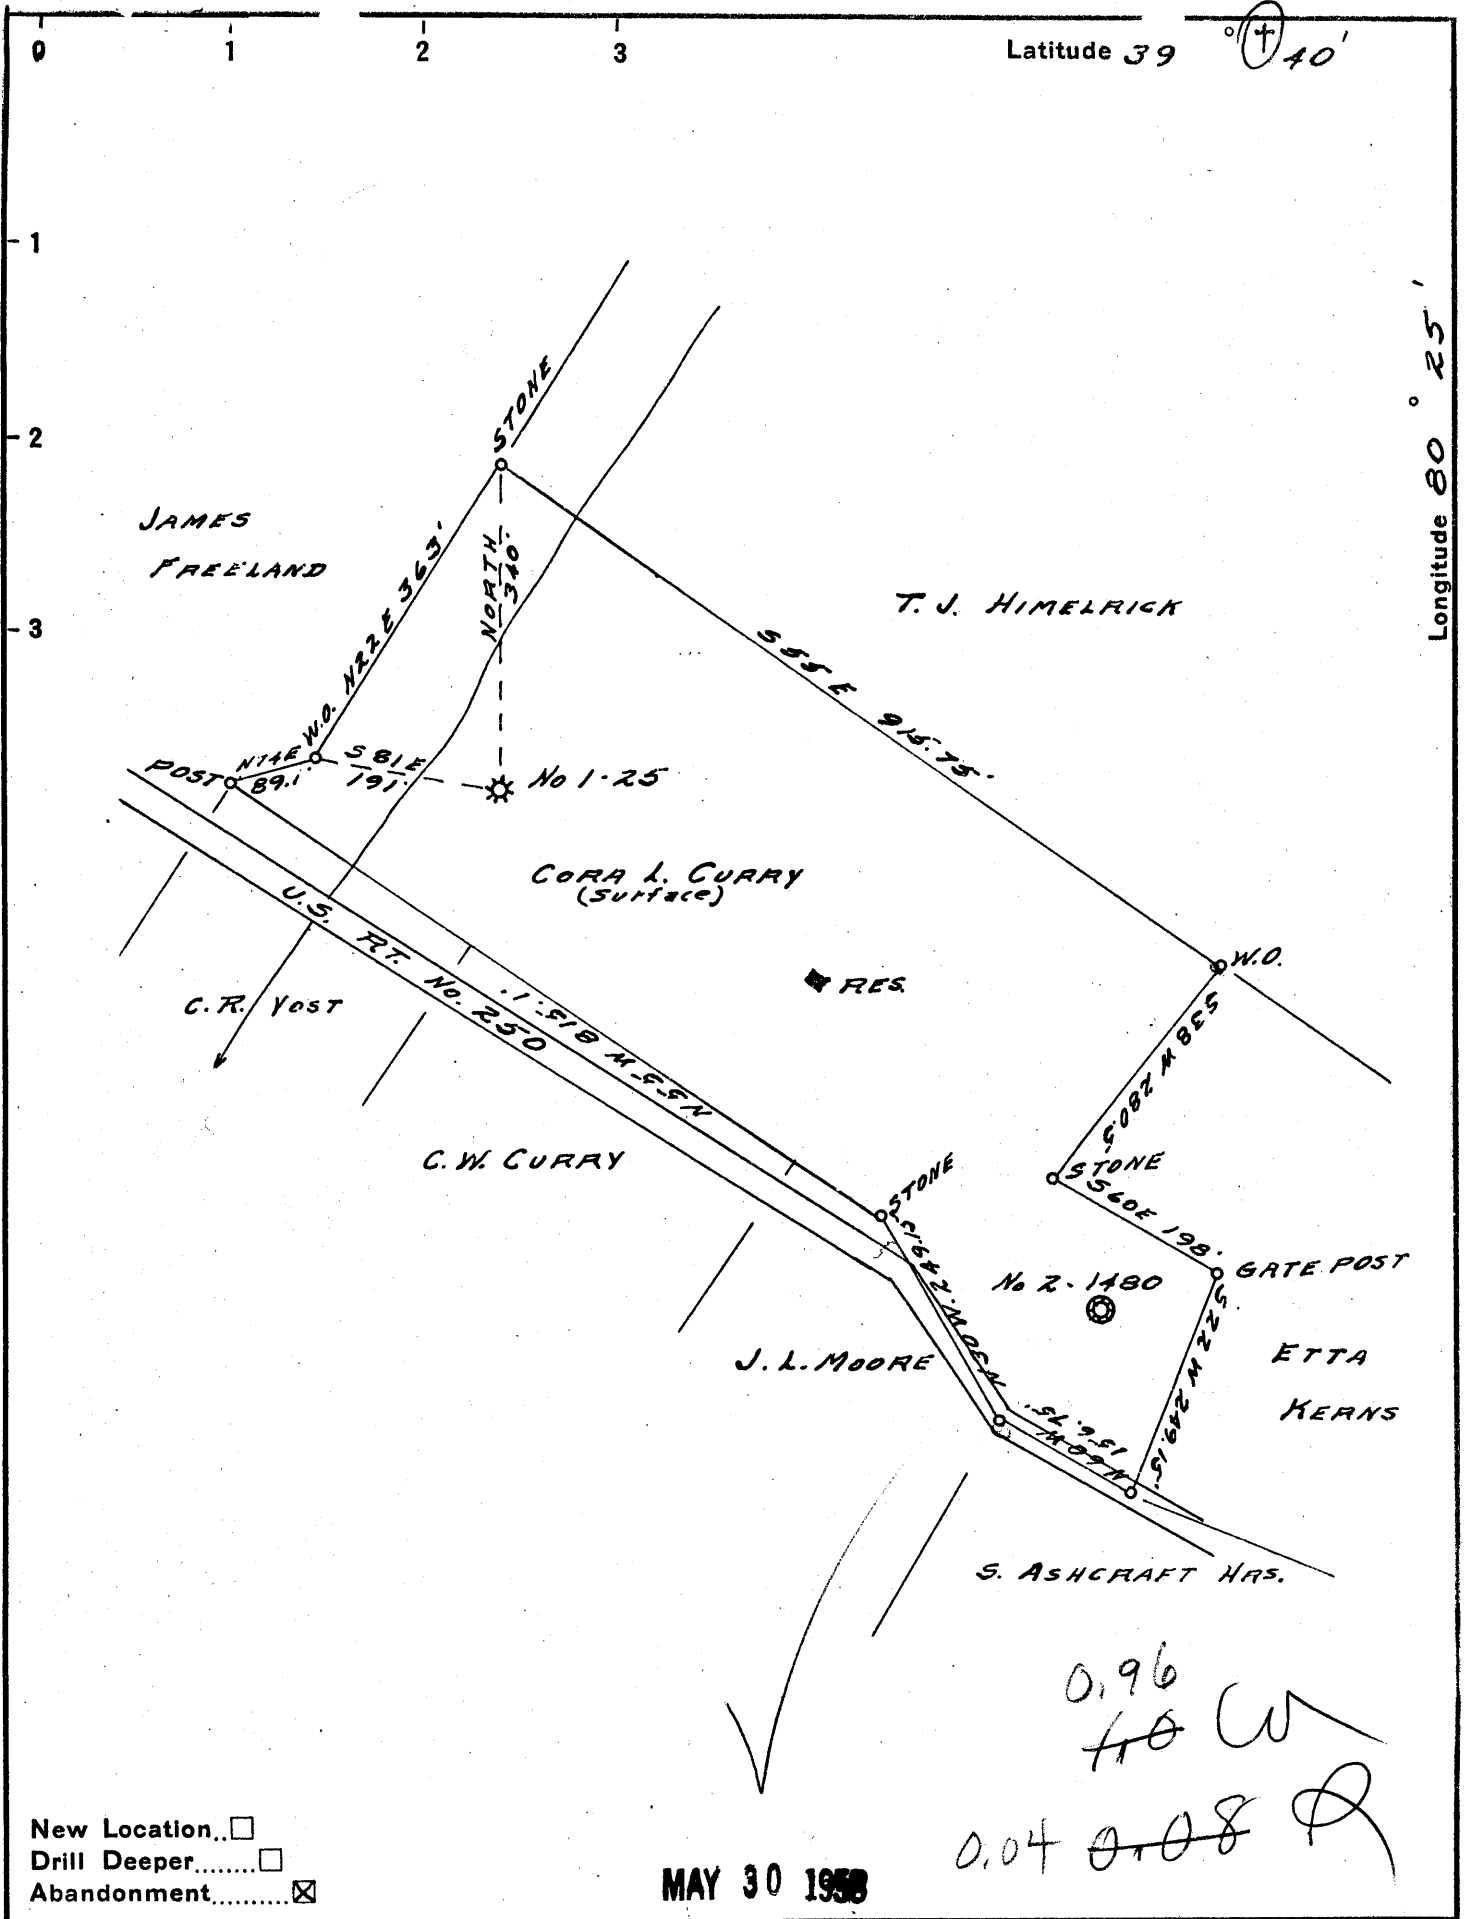 0 1 2 3 Latitude 39 ° 40'
1
2
3
Longitude 80 ° 25'
STONE
JAMES
FREELAND
N22E 363'
NORTH
340'
T. J. HIMELRICK
S55E 915.75'
W.O.
POST
N74E
89.1'
S81E
191'
No 1-25
CORA L. CURRY
(Surface)
U.S. RT. No. 250
N55W 815.1'
RES.
W.O.
C.R. YOST
S38W 280.5
C.W. CURRY
STONE
STONE
S60E 198'
N30W 249.15
No 2-1480
GATE POST
S22W 249.15'
J. L. MOORE
ETTA
KERNS
N60W
156.75'
S. ASHCRAFT HRS.
0.96
1.0 W
0.04 0.08
New Location..☐
Drill Deeper........☐
Abandonment..........☒
MAY 30 1958